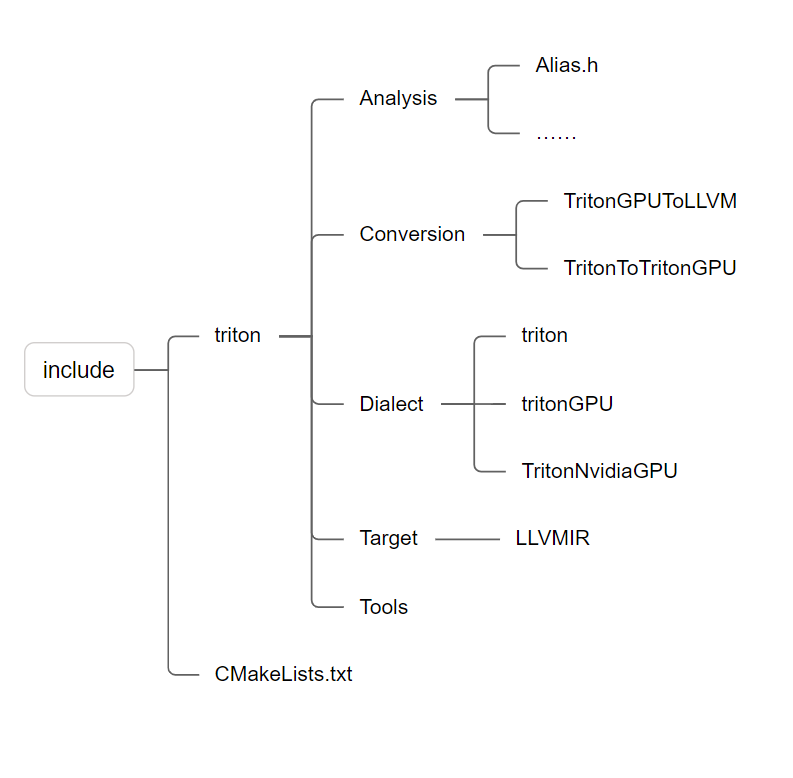 include
triton
Analysis
Alias.h
……
Conversion
TritonGPUToLLVM
TritonToTritonGPU
Dialect
triton
tritonGPU
TritonNvidiaGPU
Target
LLVMIR
Tools
CMakeLists.txt